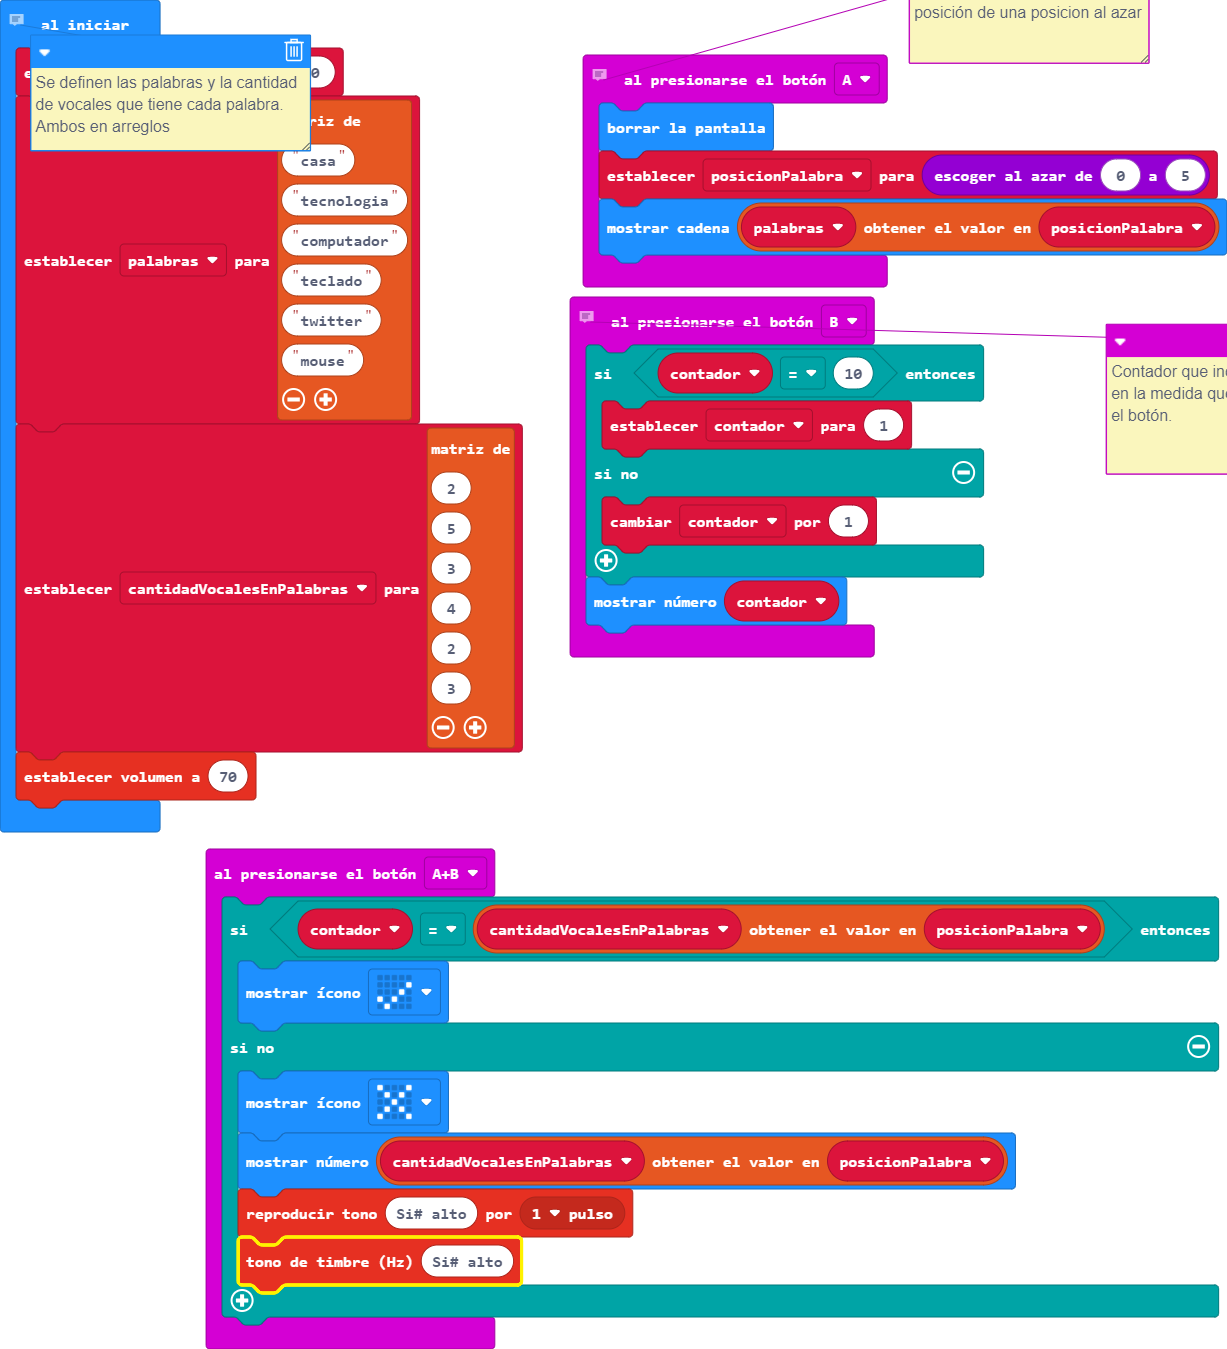 al iniciar
Se definen las palabras y la cantidad
de vocales que tiene cada palabra.
Ambos en arreglos
0
riz de
"casa"
"tecnologia"
"computador"
"teclado"
"twitter"
"mouse"
establecer palabras para
matriz de
2
5
3
4
2
3
establecer cantidadVocalesEnPalabras para
establecer volumen a 70
posición de una posicion al azar
al presionarse el botón A
borrar la pantalla
establecer posicionPalabra para escoger al azar de 0 a 5
mostrar cadena palabras obtener el valor en posicionPalabra
al presionarse el botón B
si contador = 10 entonces
establecer contador para 1
si no
cambiar contador por 1
mostrar número contador
Contador que in
en la medida qu
el botón.
al presionarse el botón A+B
si contador = cantidadVocalesEnPalabras obtener el valor en posicionPalabra entonces
mostrar ícono
si no
mostrar ícono
mostrar número cantidadVocalesEnPalabras obtener el valor en posicionPalabra
reproducir tono Si# alto por 1 pulso
tono de timbre (Hz) Si# alto